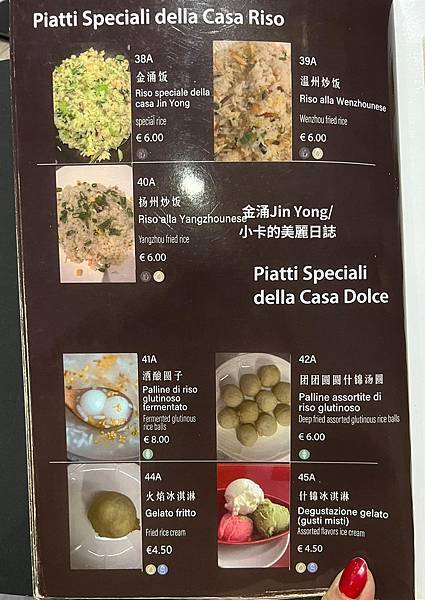 Piatti Speciali della Casa Riso
38A
金涌饭
Riso speciale della
casa Jin Yong
special rice
€ 6.00
39A
温州炒饭
Riso alla Wenzhounese
Wenzhou fried rice
€ 6.00
40A
扬州炒饭
Riso alla Yangzhounese
Yangzhou fried rice
€ 6.00
金涌Jin Yong/
小卡的美麗日誌
Piatti Speciali
della Casa Dolce
41A
酒酿圆子
Palline di riso
glutinoso
fermentato
Fermented glutinous
rice balls
€ 8.00
42A
团团圆圆什锦汤圆
Palline assortite di
riso glutinoso
Deep fried assorted glutinous rice balls
€ 6.00
44A
火焰冰淇淋
Gelato fritto
Fried rice cream
€4.50
45A
什锦冰淇淋
Degustazione gelato
(gusti misti)
Assorted flavors ice cream
€ 4.50